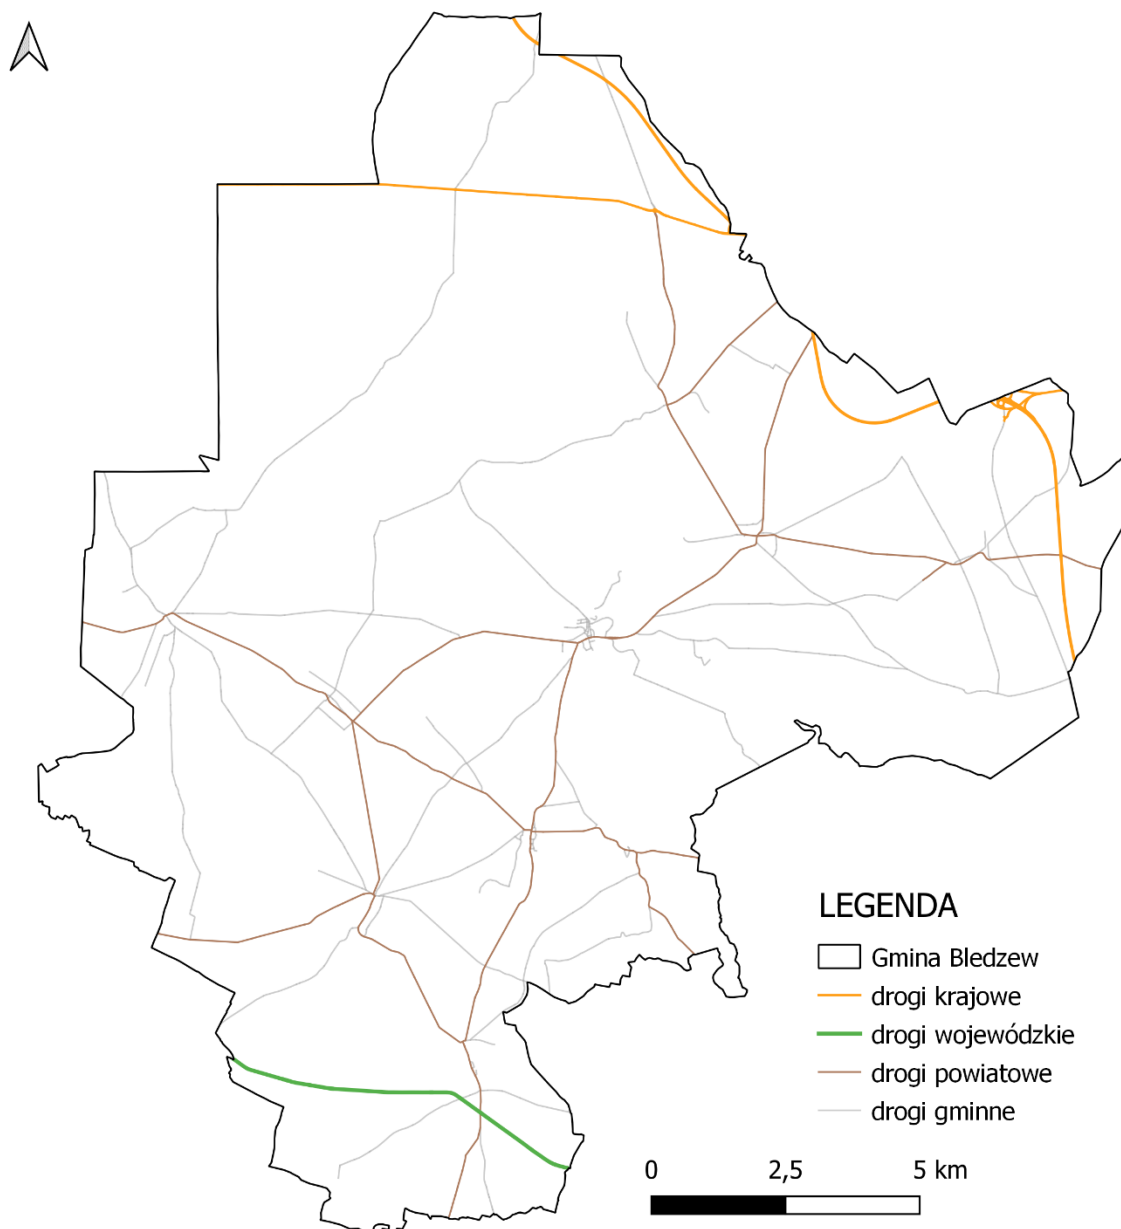 LEGENDA
Gmina Bledzew
drogi krajowe
drogi wojewódzkie
drogi powiatowe
drogi gminne
0 2,5 5 km